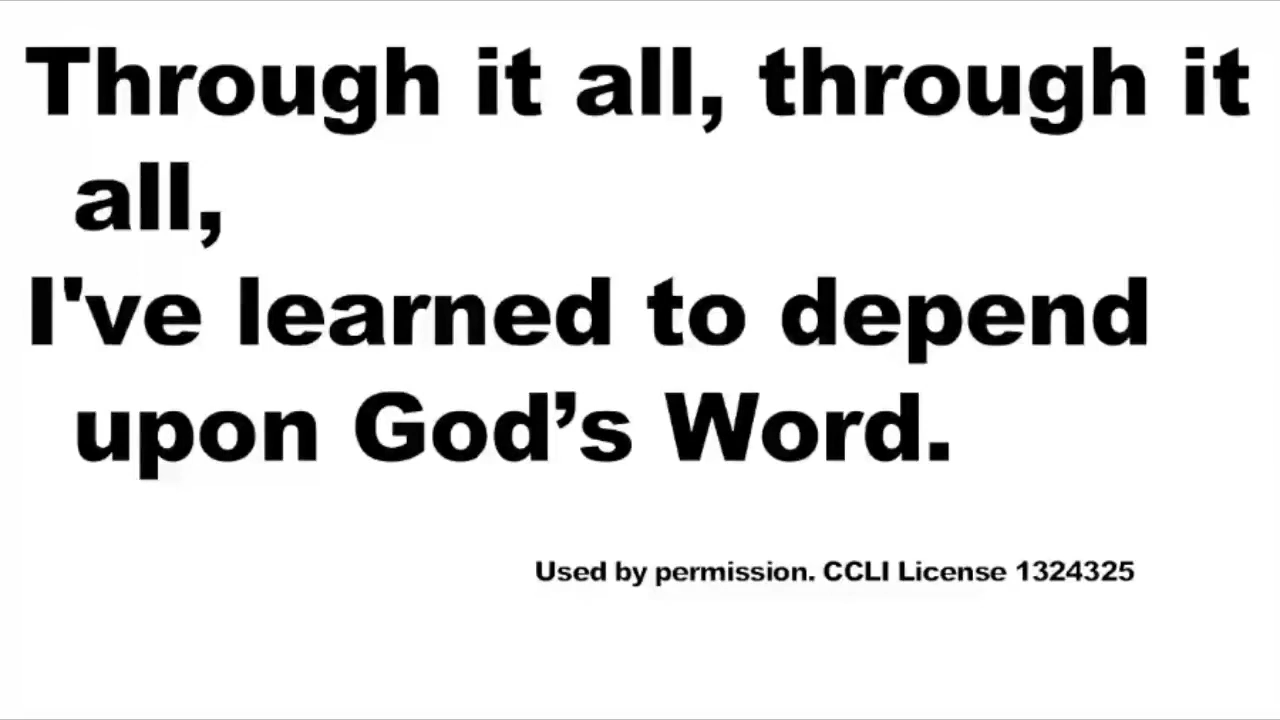 Through it all, through it
all,
I've learned to depend
upon God’s Word.
Used by permission. CCLI License 1324325